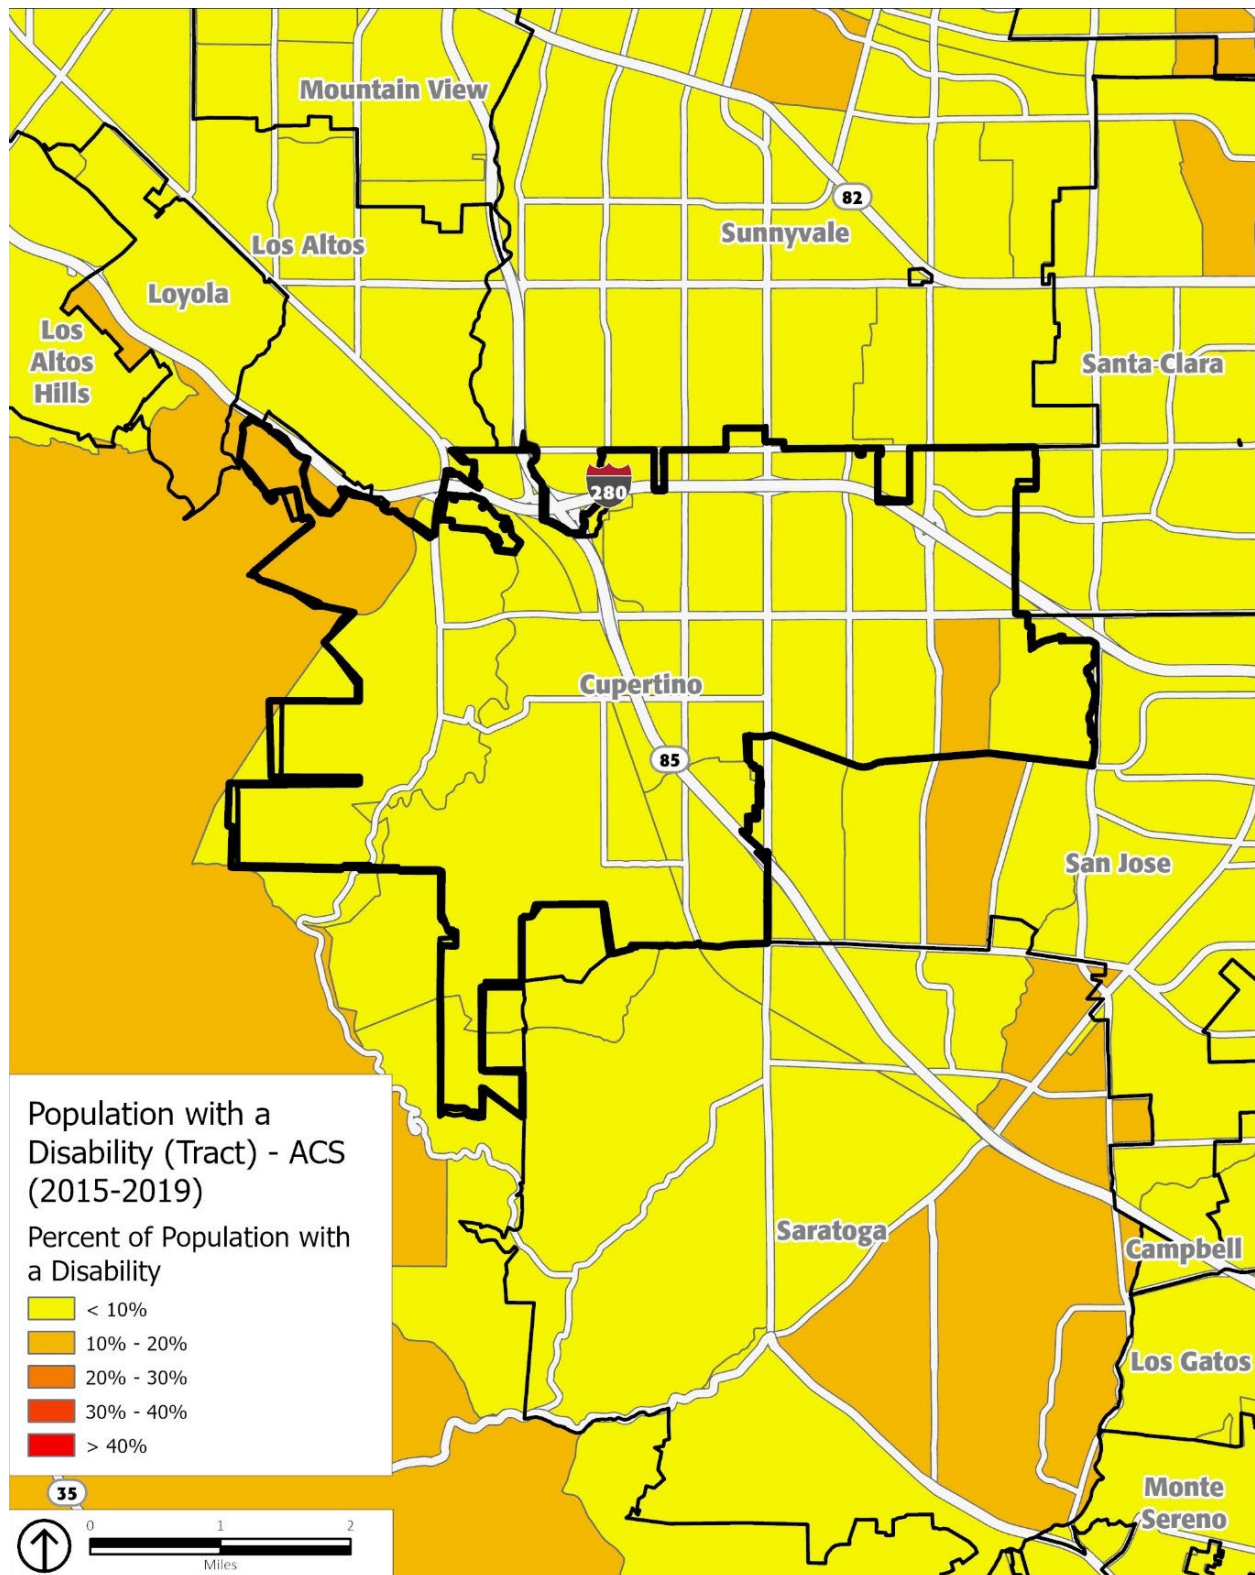 Mountain View
82
Los Altos
Sunnyvale
Loyola
Los
Altos
Hills
Santa Clara
280
Cupertino
85
San Jose
Population with a
Disability (Tract) - ACS
(2015-2019)
Percent of Population with
a Disability
< 10%
10% - 20%
20% - 30%
30% - 40%
> 40%
Saratoga
Campbell
Los Gatos
Monte
Sereno
35
0 1 2
Miles